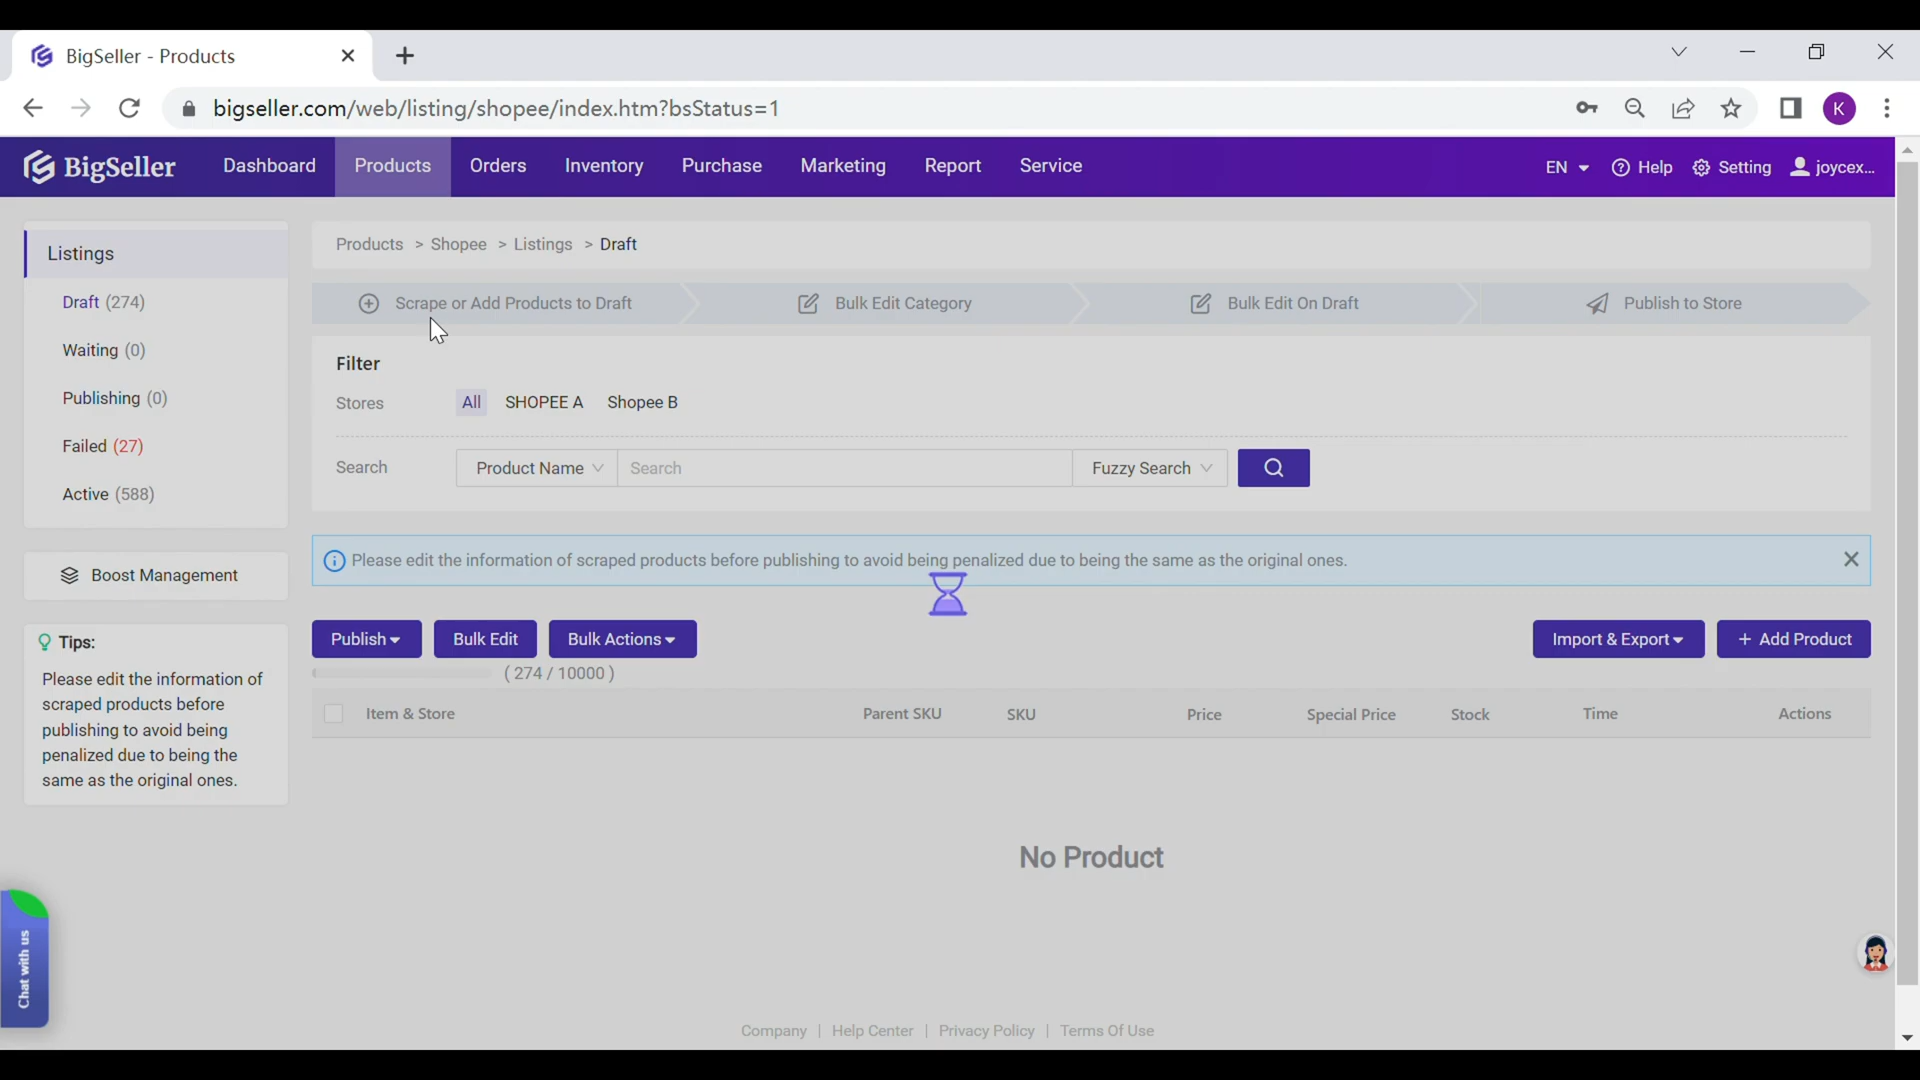 BigSeller - Products
bigseller.com/web/listing/shopee/index.htm?bsStatus=1
K
BigSeller Dashboard Products Orders Inventory Purchase Marketing Report Service EN Help Setting joycex...
Listings
Draft (274)
Waiting (0)
Publishing (0)
Failed (27)
Active (588)
Boost Management
Tips:
Please edit the information of
scraped products before
publishing to avoid being
penalized due to being the
same as the original ones.
Chat with us
Products > Shopee > Listings > Draft
Scrape or Add Products to Draft Bulk Edit Category Bulk Edit On Draft Publish to Store
Filter
Stores All SHOPEE A Shopee B
Search Product Name Search Fuzzy Search
Please edit the information of scraped products before publishing to avoid being penalized due to being the same as the original ones.
Publish Bulk Edit Bulk Actions Import & Export + Add Product
( 274 / 10000 )
Item & Store Parent SKU SKU Price Special Price Stock Time Actions
No Product
Company | Help Center | Privacy Policy | Terms Of Use